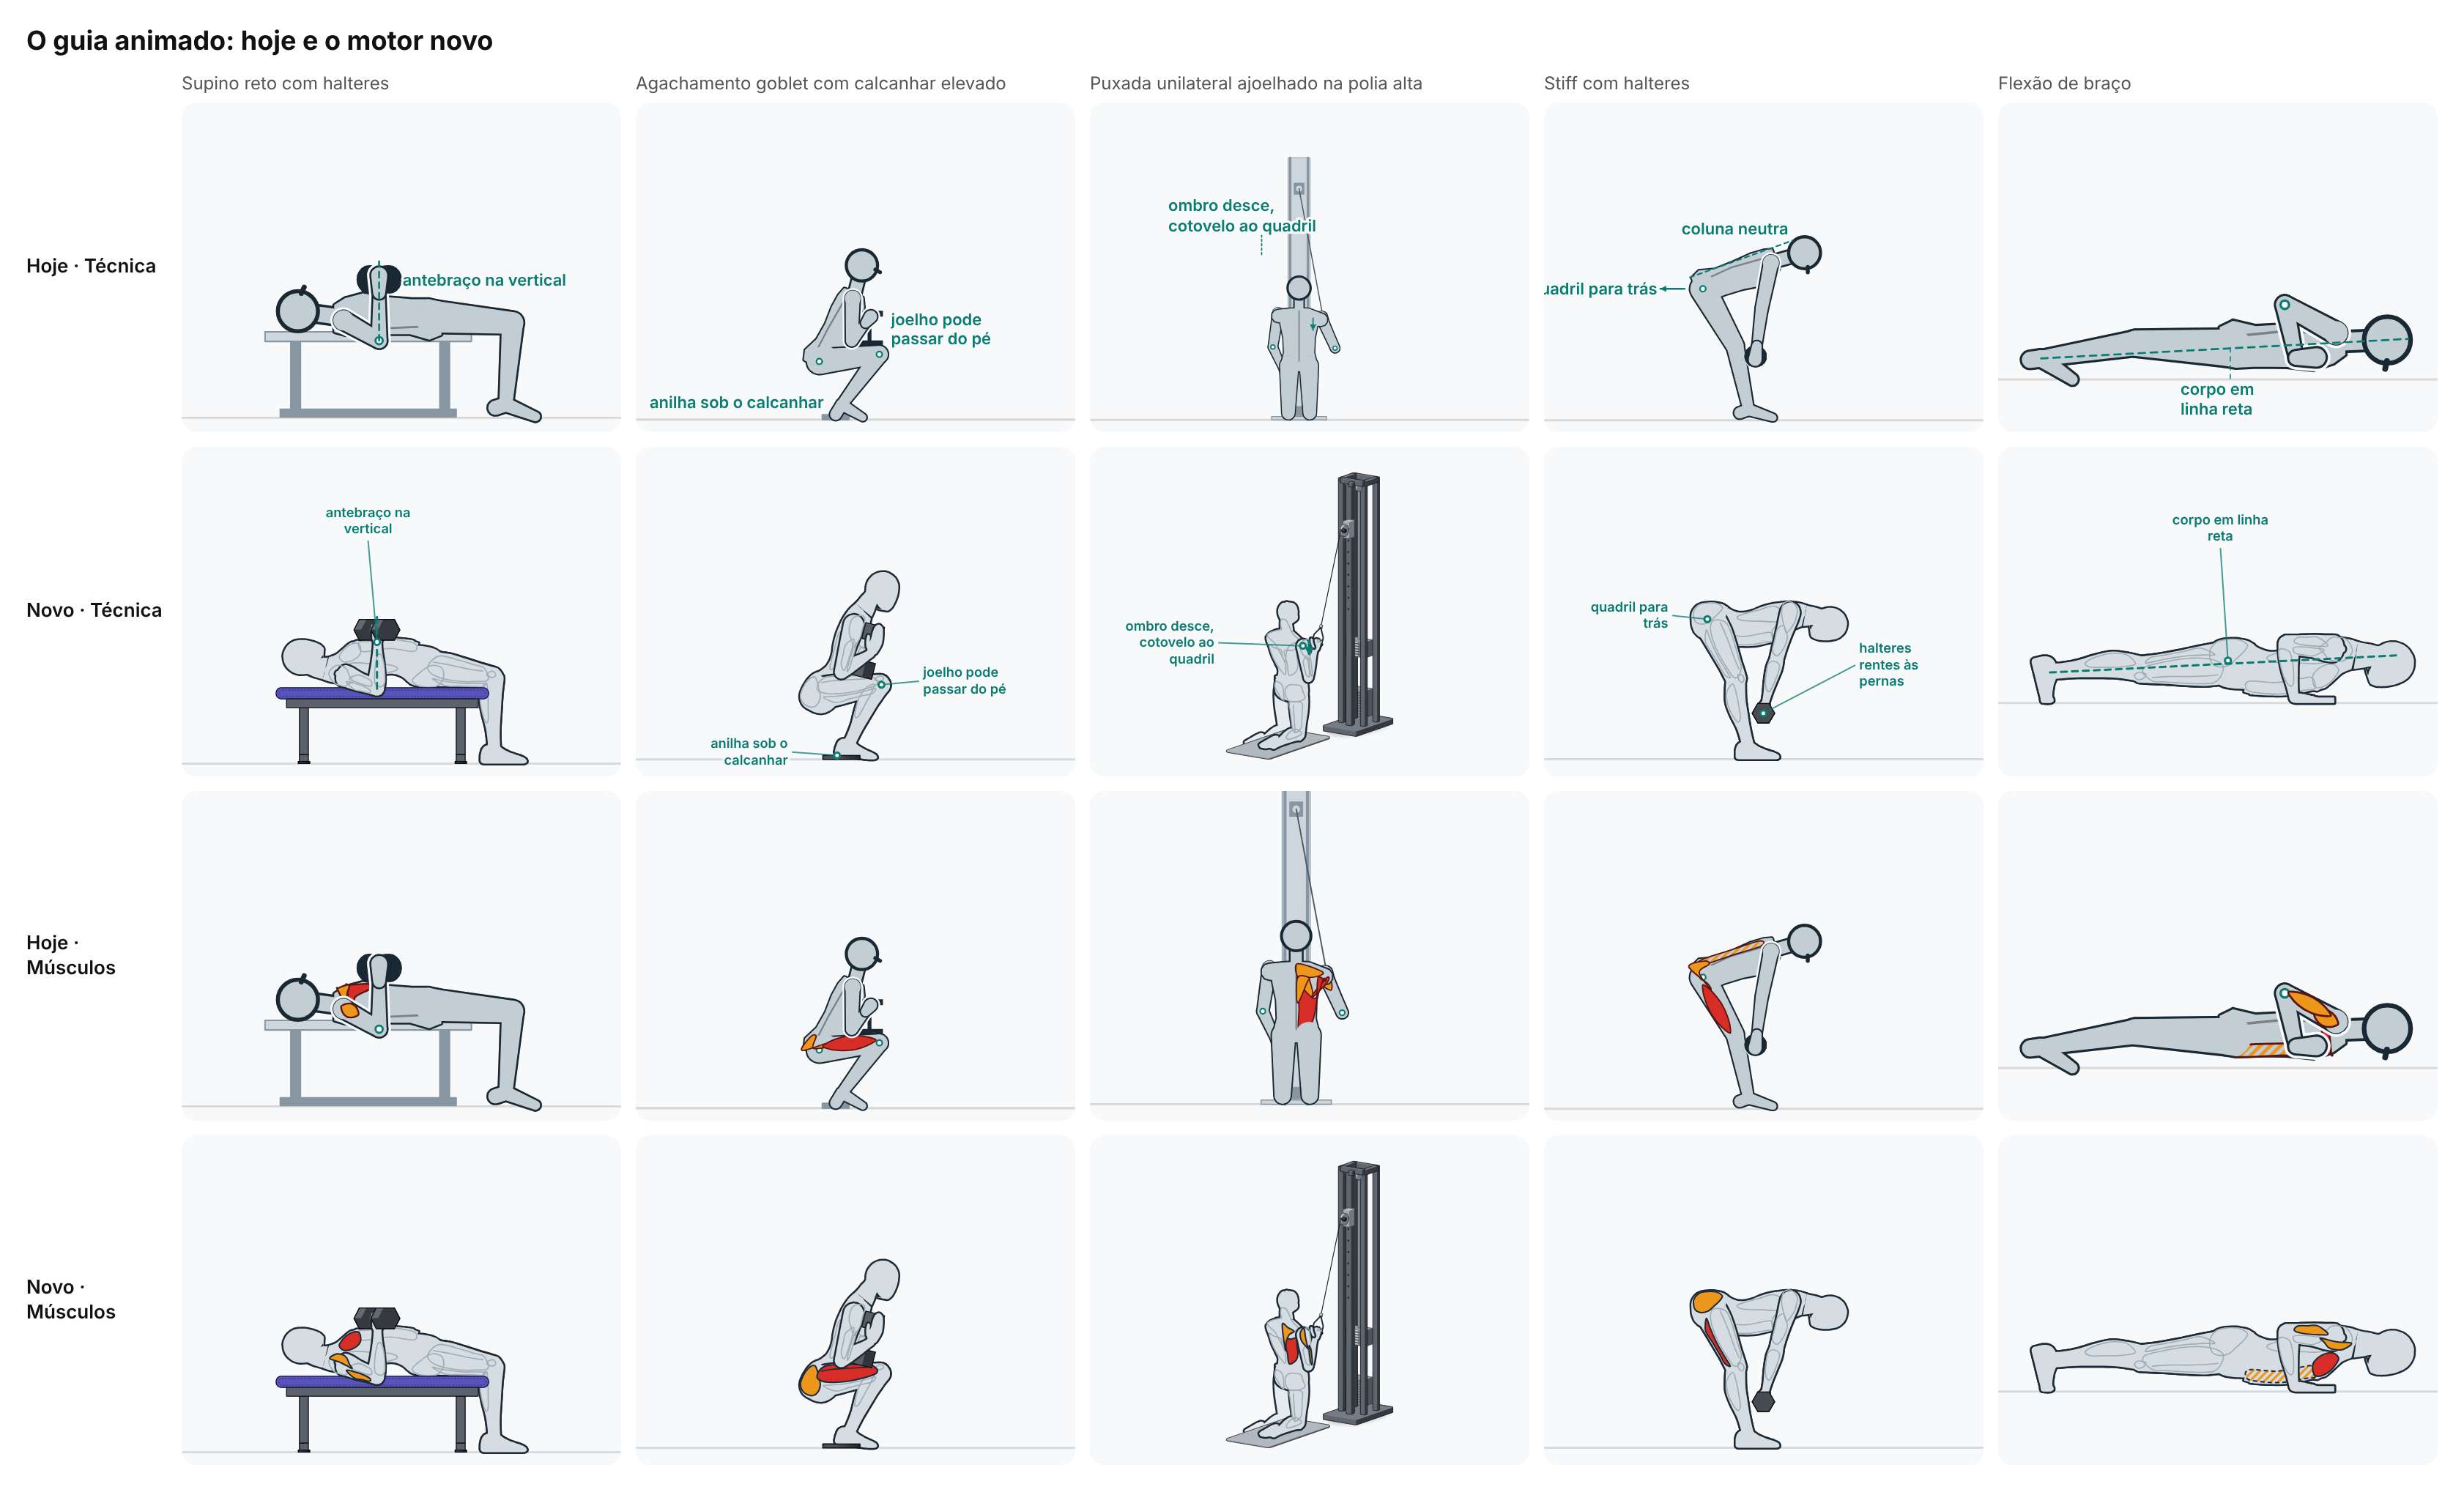 O guia animado: hoje e o motor novo
Supino reto com halteres
Agachamento goblet com calcanhar elevado
Puxada unilateral ajoelhado na polia alta
Stiff com halteres
Flexão de braço
Hoje · Técnica
antebraço na vertical
joelho pode
passar do pé
anilha sob o calcanhar
ombro desce,
cotovelo ao quadril
coluna neutra
uadril para trás
corpo em
linha reta
Novo · Técnica
antebraço na
vertical
joelho pode
passar do pé
anilha sob o
calcanhar
ombro desce,
cotovelo ao
quadril
quadril para
trás
halteres
rentes às
pernas
corpo em linha
reta
Hoje ·
Músculos
Novo ·
Músculos